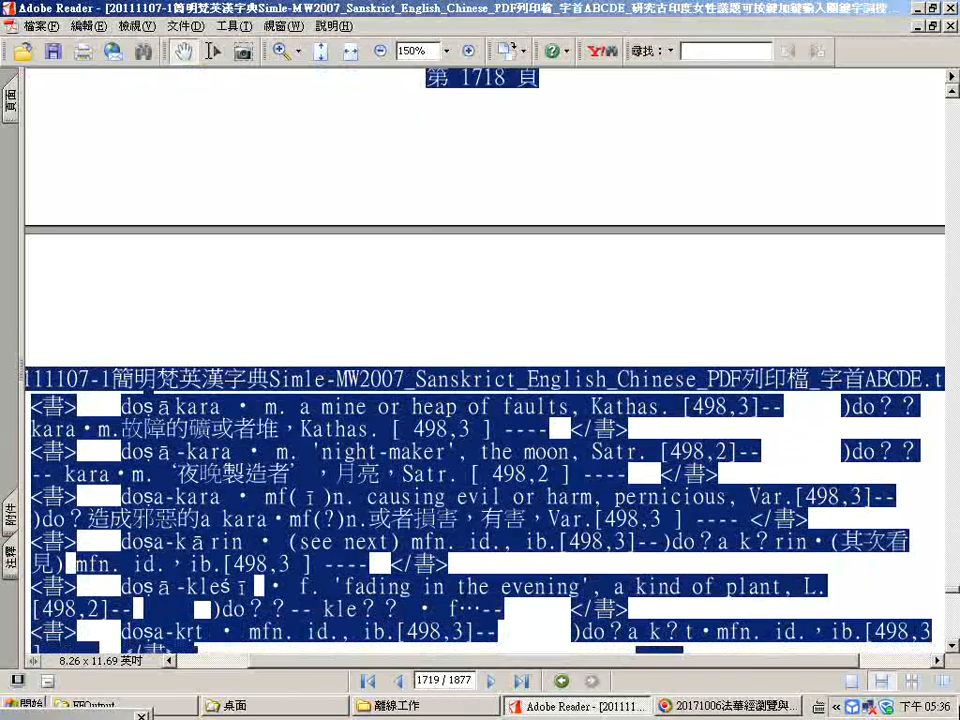 Adobe Reader - [20111107-1簡明梵英漢字典Simle-MW2007_Sanskrict_English_Chinese_PDF列印檔_字首ABCDE_研究古印度女性議題可按鍵加鍵輸入關鍵字詞搜
檔案(F) 編輯(E) 檢視(V) 文件(D) 工具(T) 視窗(W) 說明(H)
150% Y! 尋找:
頁面
第 1718 頁
111107-1簡明梵英漢字典Simle-MW2007_Sanskrict_English_Chinese_PDF列印檔_字首ABCDE.t
<書> doṣākara • m. a mine or heap of faults, Kathas. [498,3]-- )do??
kara•m.故障的礦或者堆，Kathas. [ 498,3 ] ---- </書>
<書> doṣā-kara • m. 'night-maker', the moon, Satr. [498,2]-- )do??
-- kara•m.‘夜晚製造者’，月亮，Satr. [ 498,2 ] ---- </書>
<書> doṣa-kara • mf(ī)n. causing evil or harm, pernicious, Var.[498,3]--
)do?造成邪惡的a kara•mf(?)n.或者損害，有害，Var.[498,3 ] ---- </書>
<書> doṣa-kārin • (see next) mfn. id., ib.[498,3]--)do?a k?rin•(其次看
見) mfn. id.，ib.[498,3 ] ---- </書>
附件
<書> doṣā-kleśī • f. 'fading in the evening', a kind of plant, L.
[498,2]-- )do??-- kle?? • f…-- </書>
<書> doṣa-kṛt • mfn. id., ib.[498,3]-- )do?a k?t•mfn. id.，ib.[498,3
注釋
8.26 x 11.69 英吋
1719 / 1877
開始 FFOutput 桌面 離線工作 Adobe Reader - [201111... 20171006法華經瀏覽與... 下午 05:36